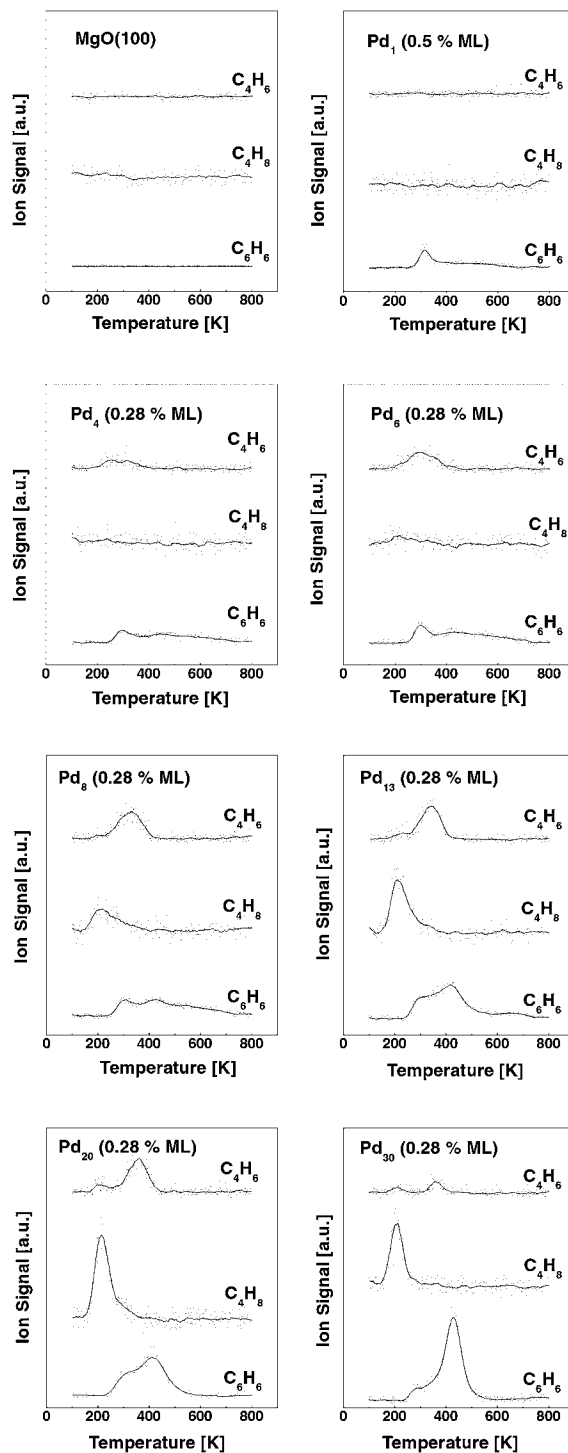 MgO(100)
C₄H₆
C₄H₈
C₆H₆
Ion Signal [a.u.]
0 200 400 600 800
Temperature [K]
Pd₁ (0.5 % ML)
C₄H₆
C₄H₈
C₆H₆
Ion Signal [a.u.]
0 200 400 600 800
Temperature [K]
Pd₄ (0.28 % ML)
C₄H₆
C₄H₈
C₆H₆
Ion Signal [a.u.]
0 200 400 600 800
Temperature [K]
Pd₆ (0.28 % ML)
C₄H₆
C₄H₈
C₆H₆
Ion Signal [a.u.]
0 200 400 600 800
Temperature [K]
Pd₈ (0.28 % ML)
C₄H₆
C₄H₈
C₆H₆
Ion Signal [a.u.]
0 200 400 600 800
Temperature [K]
Pd₁₃ (0.28 % ML)
C₄H₆
C₄H₈
C₆H₆
Ion Signal [a.u.]
0 200 400 600 800
Temperature [K]
Pd₂₀ (0.28 % ML)
C₄H₆
C₄H₈
C₆H₆
Ion Signal [a.u.]
0 200 400 600 800
Temperature [K]
Pd₃₀ (0.28 % ML)
C₄H₆
C₄H₈
C₆H₆
Ion Signal [a.u.]
0 200 400 600 800
Temperature [K]